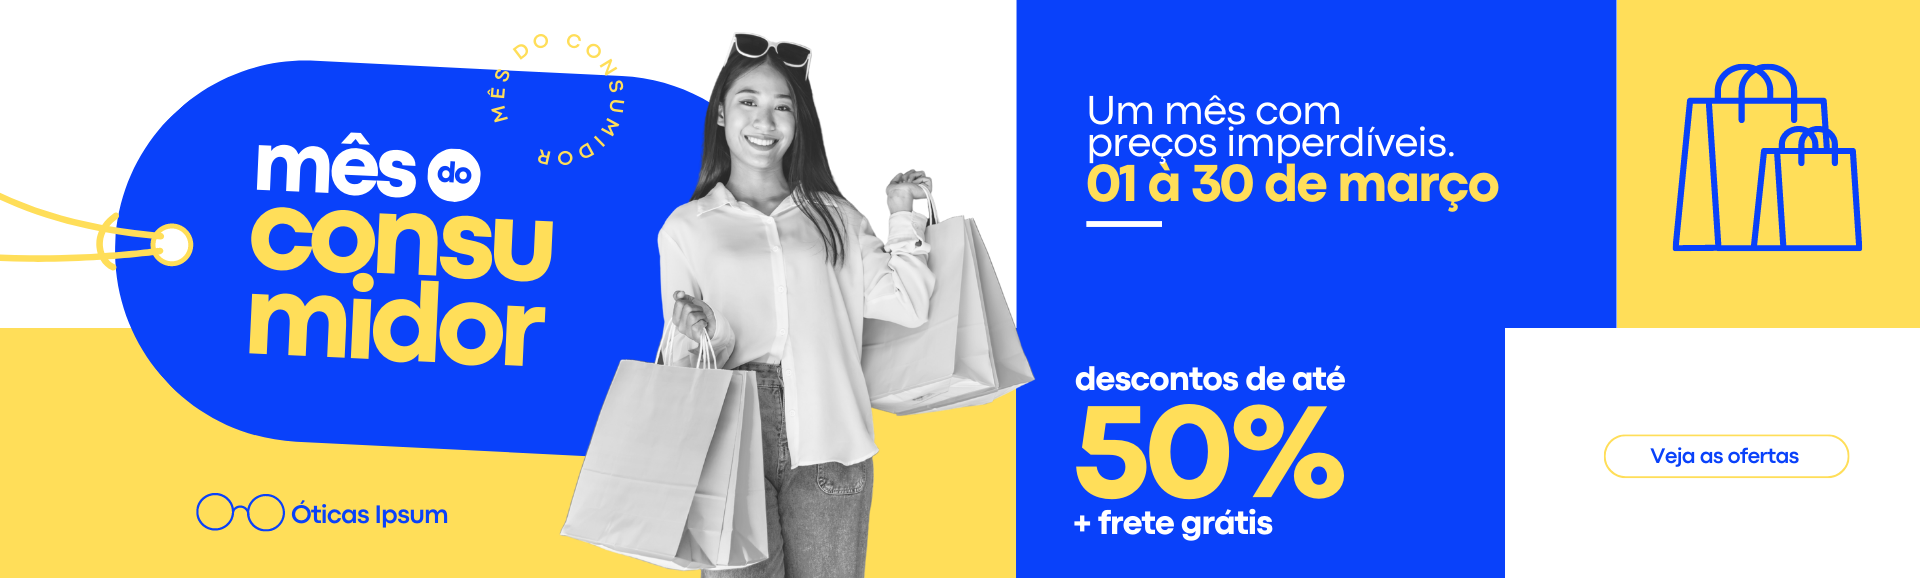 MÊS DO CONSUMIDOR
mês do
consu
midor
Óticas Ipsum
Um mês com
preços imperdíveis.
01 à 30 de março
descontos de até
50%
+ frete grátis
Veja as ofertas